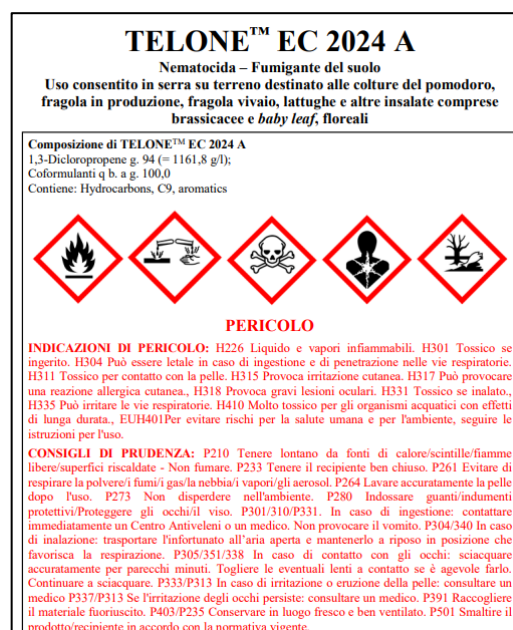 TELONE™ EC 2024 A
Nematocida – Fumigante del suolo
Uso consentito in serra su terreno destinato alle colture del pomodoro,
fragola in produzione, fragola vivaio, lattughe e altre insalate comprese
brassicacee e baby leaf, floreali
Composizione di TELONE™ EC 2024 A
1,3-Dicloropropene g. 94 (= 1161,8 g/l);
Coformulanti q b. a g. 100,0
Contiene: Hydrocarbons, C9, aromatics
PERICOLO
INDICAZIONI DI PERICOLO: H226 Liquido e vapori infiammabili. H301 Tossico se
ingerito. H304 Può essere letale in caso di ingestione e di penetrazione nelle vie respiratorie.
H311 Tossico per contatto con la pelle. H315 Provoca irritazione cutanea. H317 Può provocare
una reazione allergica cutanea., H318 Provoca gravi lesioni oculari. H331 Tossico se inalato.,
H335 Può irritare le vie respiratorie. H410 Molto tossico per gli organismi acquatici con effetti
di lunga durata., EUH401Per evitare rischi per la salute umana e per l'ambiente, seguire le
istruzioni per l'uso.
CONSIGLI DI PRUDENZA: P210 Tenere lontano da fonti di calore/scintille/fiamme
libere/superfici riscaldate - Non fumare. P233 Tenere il recipiente ben chiuso. P261 Evitare di
respirare la polvere/i fumi/i gas/la nebbia/i vapori/gli aerosol. P264 Lavare accuratamente la pelle
dopo l'uso. P273 Non disperdere nell'ambiente. P280 Indossare guanti/indumenti
protettivi/Proteggere gli occhi/il viso. P301/310/P331. In caso di ingestione: contattare
immediatamente un Centro Antiveleni o un medico. Non provocare il vomito. P304/340 In caso
di inalazione: trasportare l'infortunato all'aria aperta e mantenerlo a riposo in posizione che
favorisca la respirazione. P305/351/338 In caso di contatto con gli occhi: sciacquare
accuratamente per parecchi minuti. Togliere le eventuali lenti a contatto se è agevole farlo.
Continuare a sciacquare. P333/P313 In caso di irritazione o eruzione della pelle: consultare un
medico P337/P313 Se l'irritazione degli occhi persiste: consultare un medico. P391 Raccogliere
il materiale fuoriuscito. P403/P235 Conservare in luogo fresco e ben ventilato. P501 Smaltire il
prodotto/recipiente in accordo con la normativa vigente.